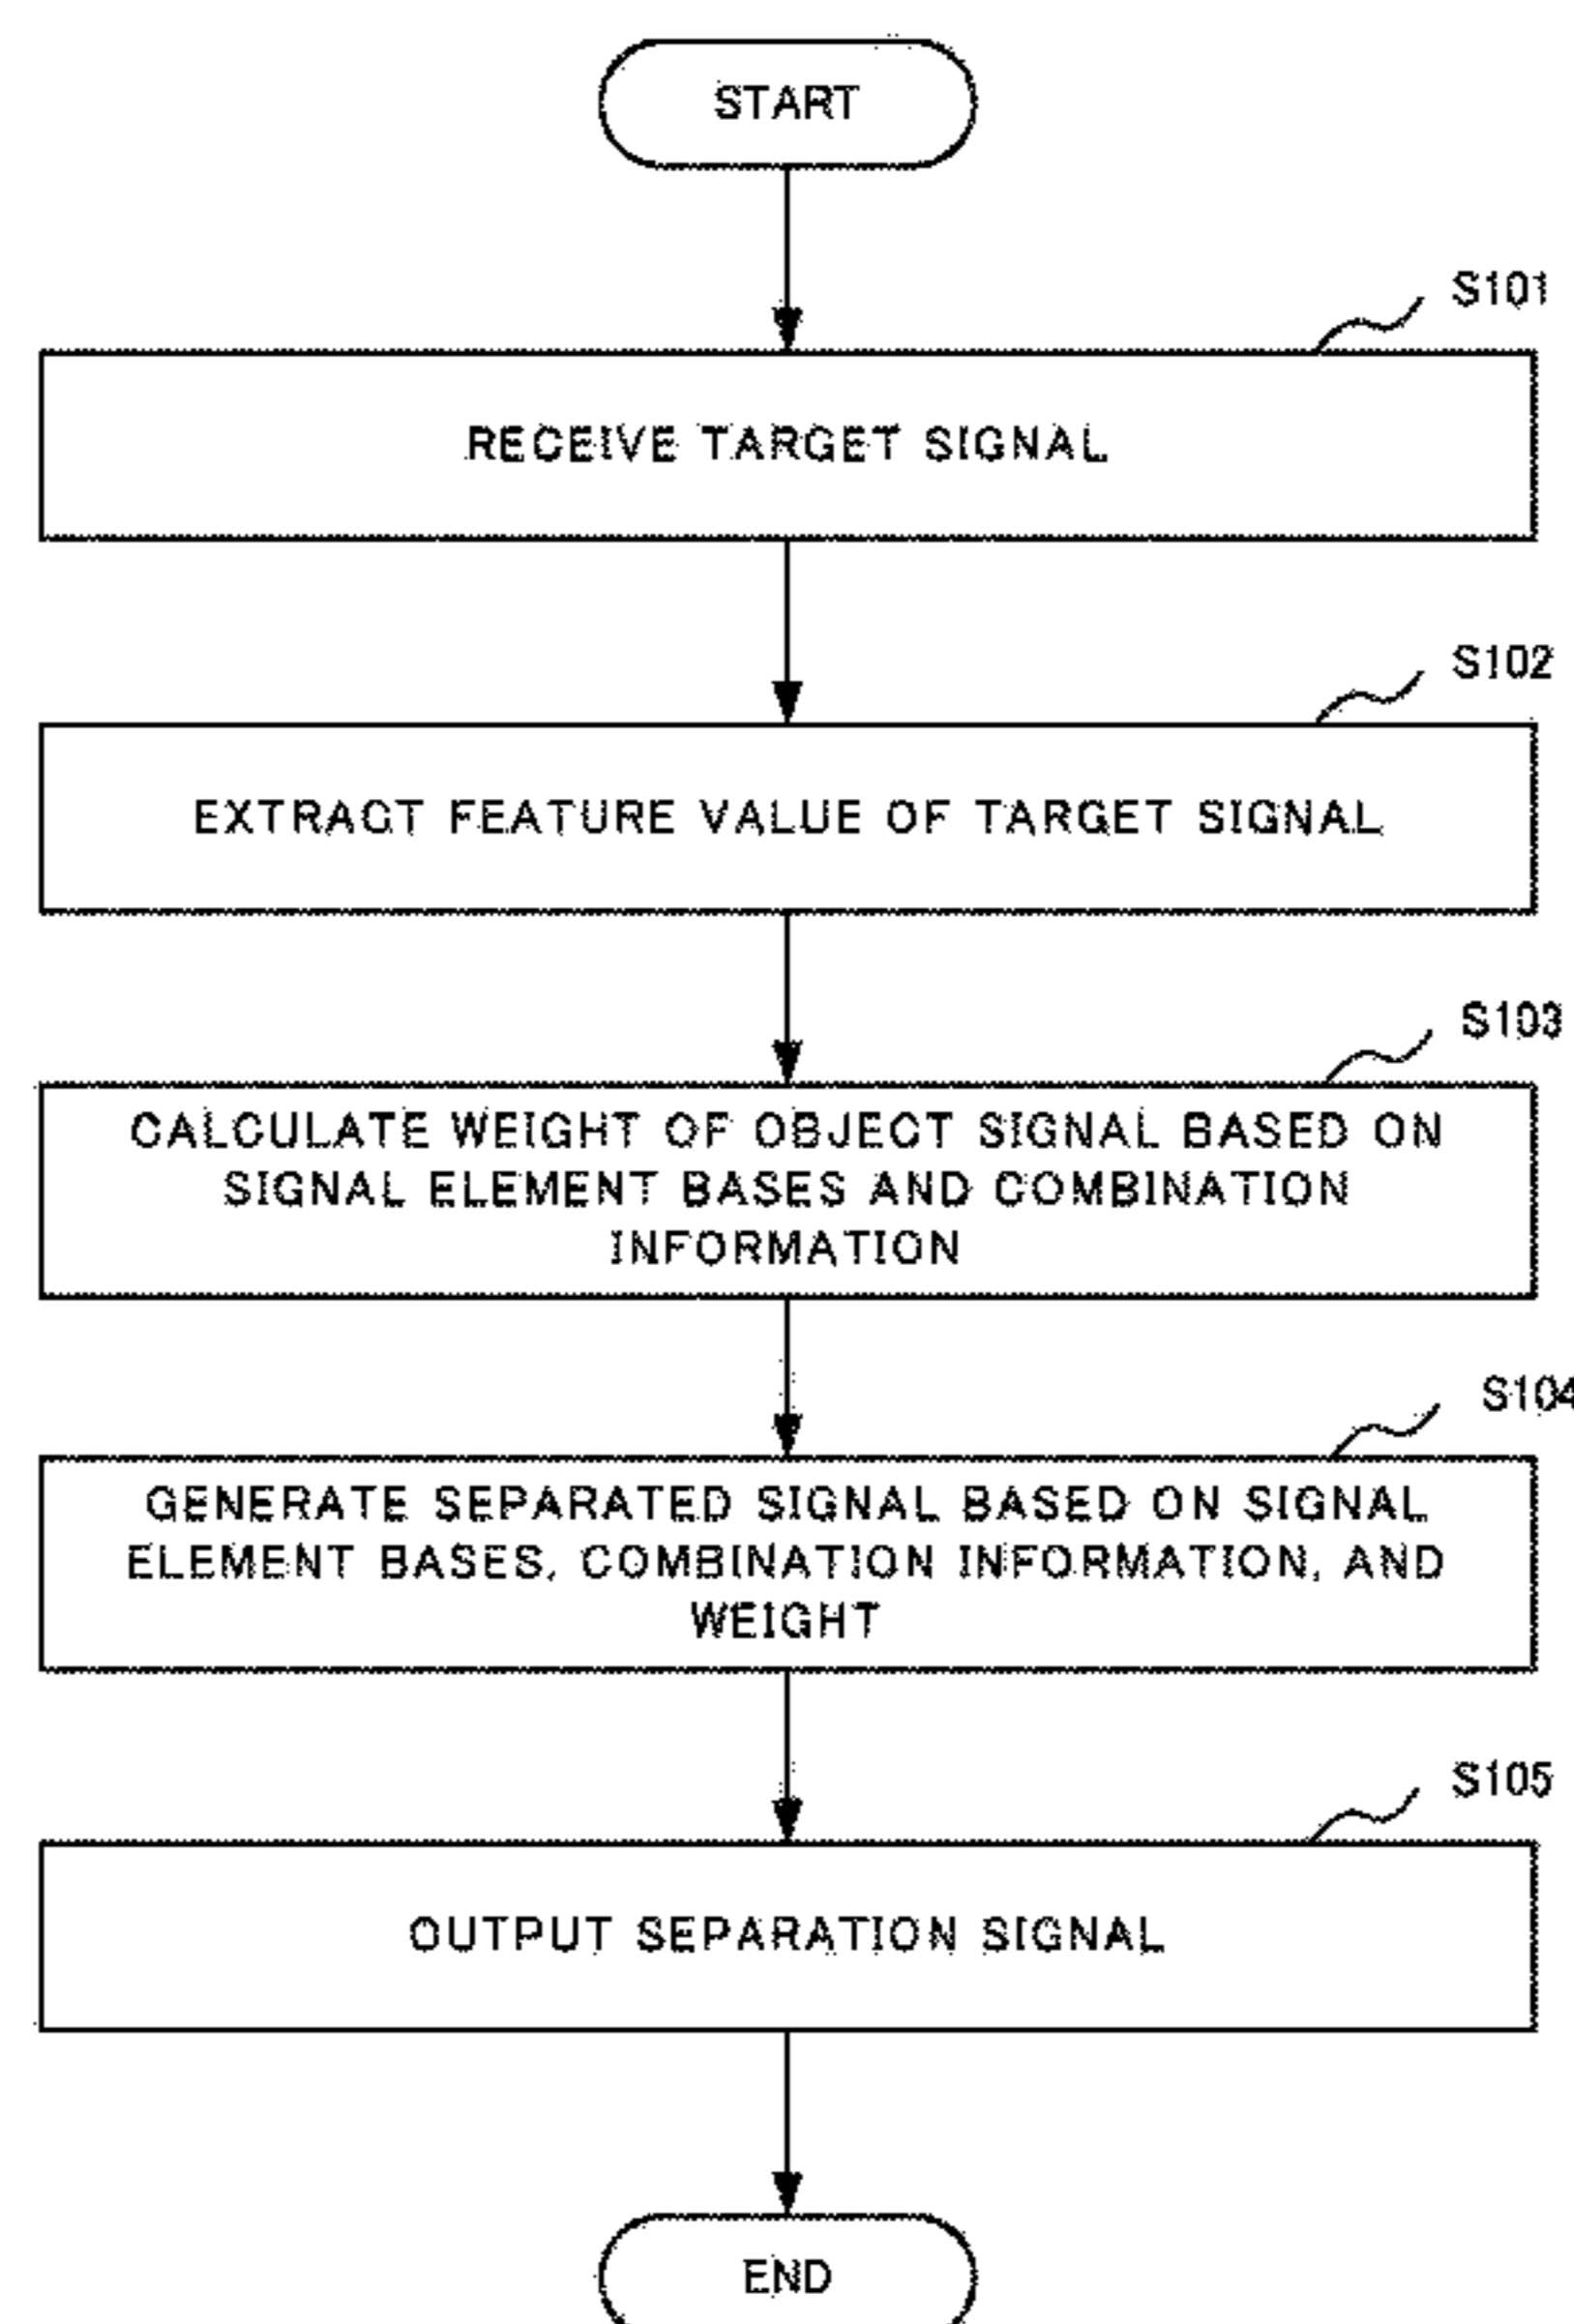 START
S101
RECEIVE TARGET SIGNAL
S102
EXTRACT FEATURE VALUE OF TARGET SIGNAL
S103
CALCULATE WEIGHT OF OBJECT SIGNAL BASED ON
SIGNAL ELEMENT BASES AND COMBINATION
INFORMATION
S104
GENERATE SEPARATED SIGNAL BASED ON SIGNAL
ELEMENT BASES, COMBINATION INFORMATION, AND
WEIGHT
S105
OUTPUT SEPARATION SIGNAL
END